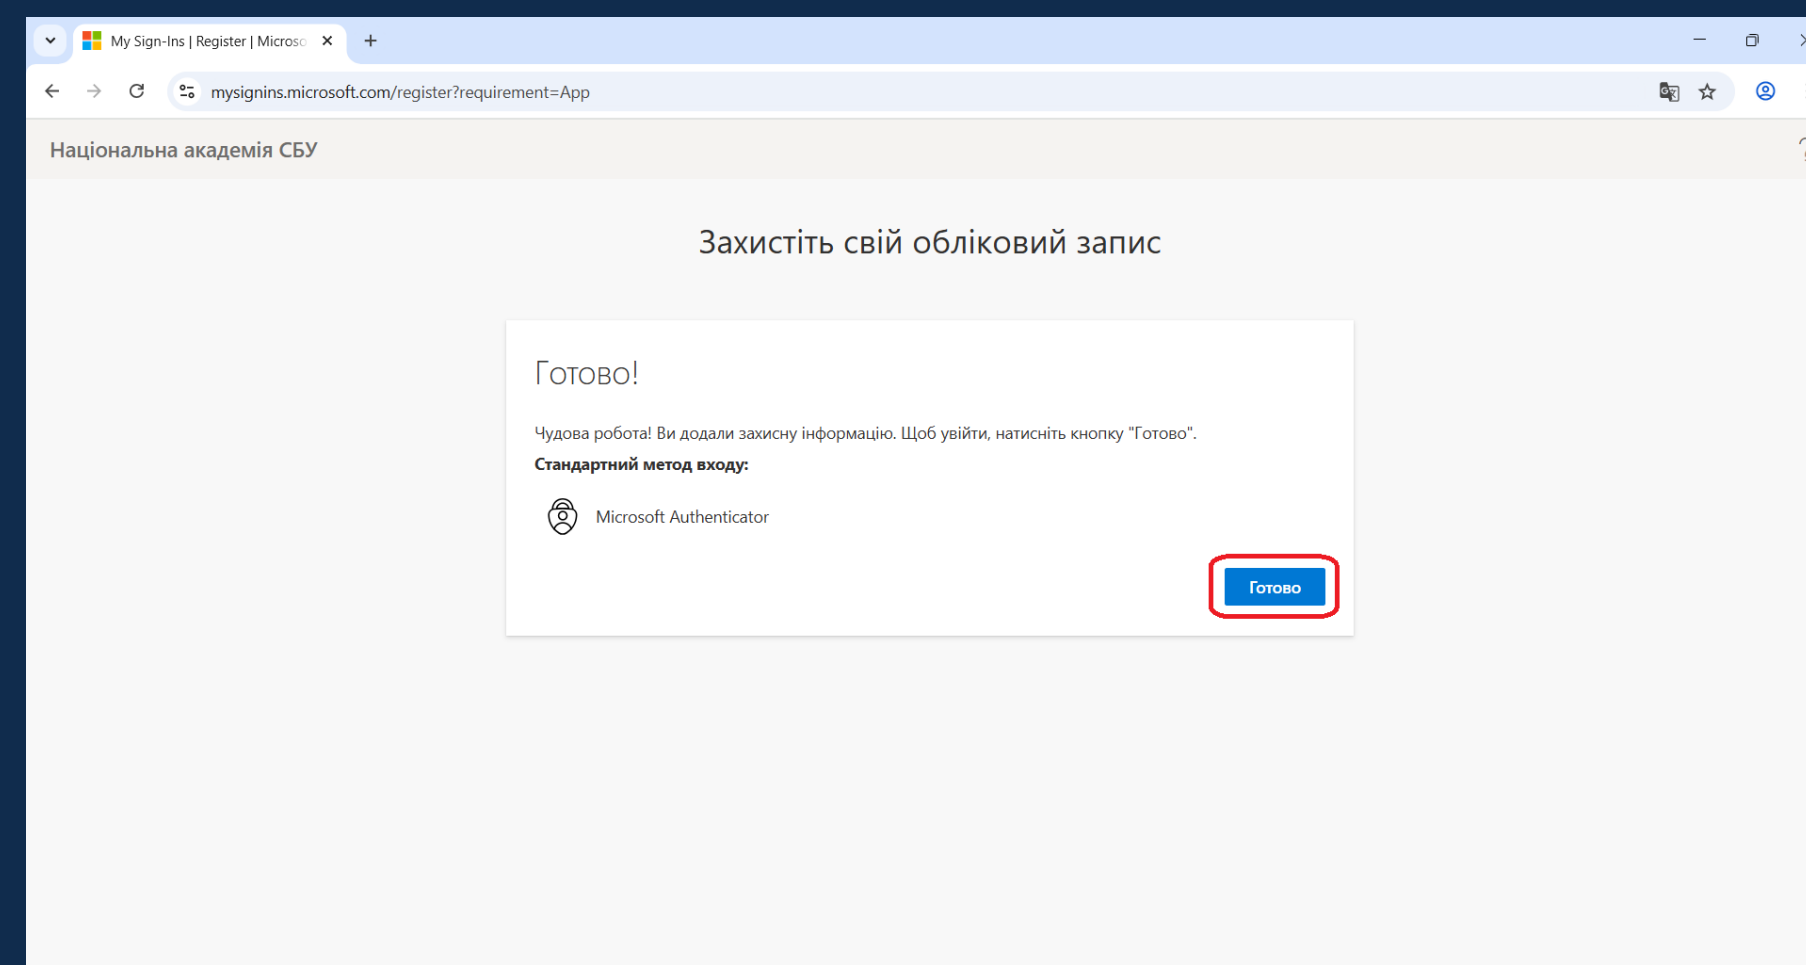 My Sign-Ins | Register | Microso
mysignins.microsoft.com/register?requirement=App
Національна академія СБУ
Захистіть свій обліковий запис
Готово!
Чудова робота! Ви додали захисну інформацію. Щоб увійти, натисніть кнопку "Готово".
Стандартний метод входу:
Microsoft Authenticator
Готово